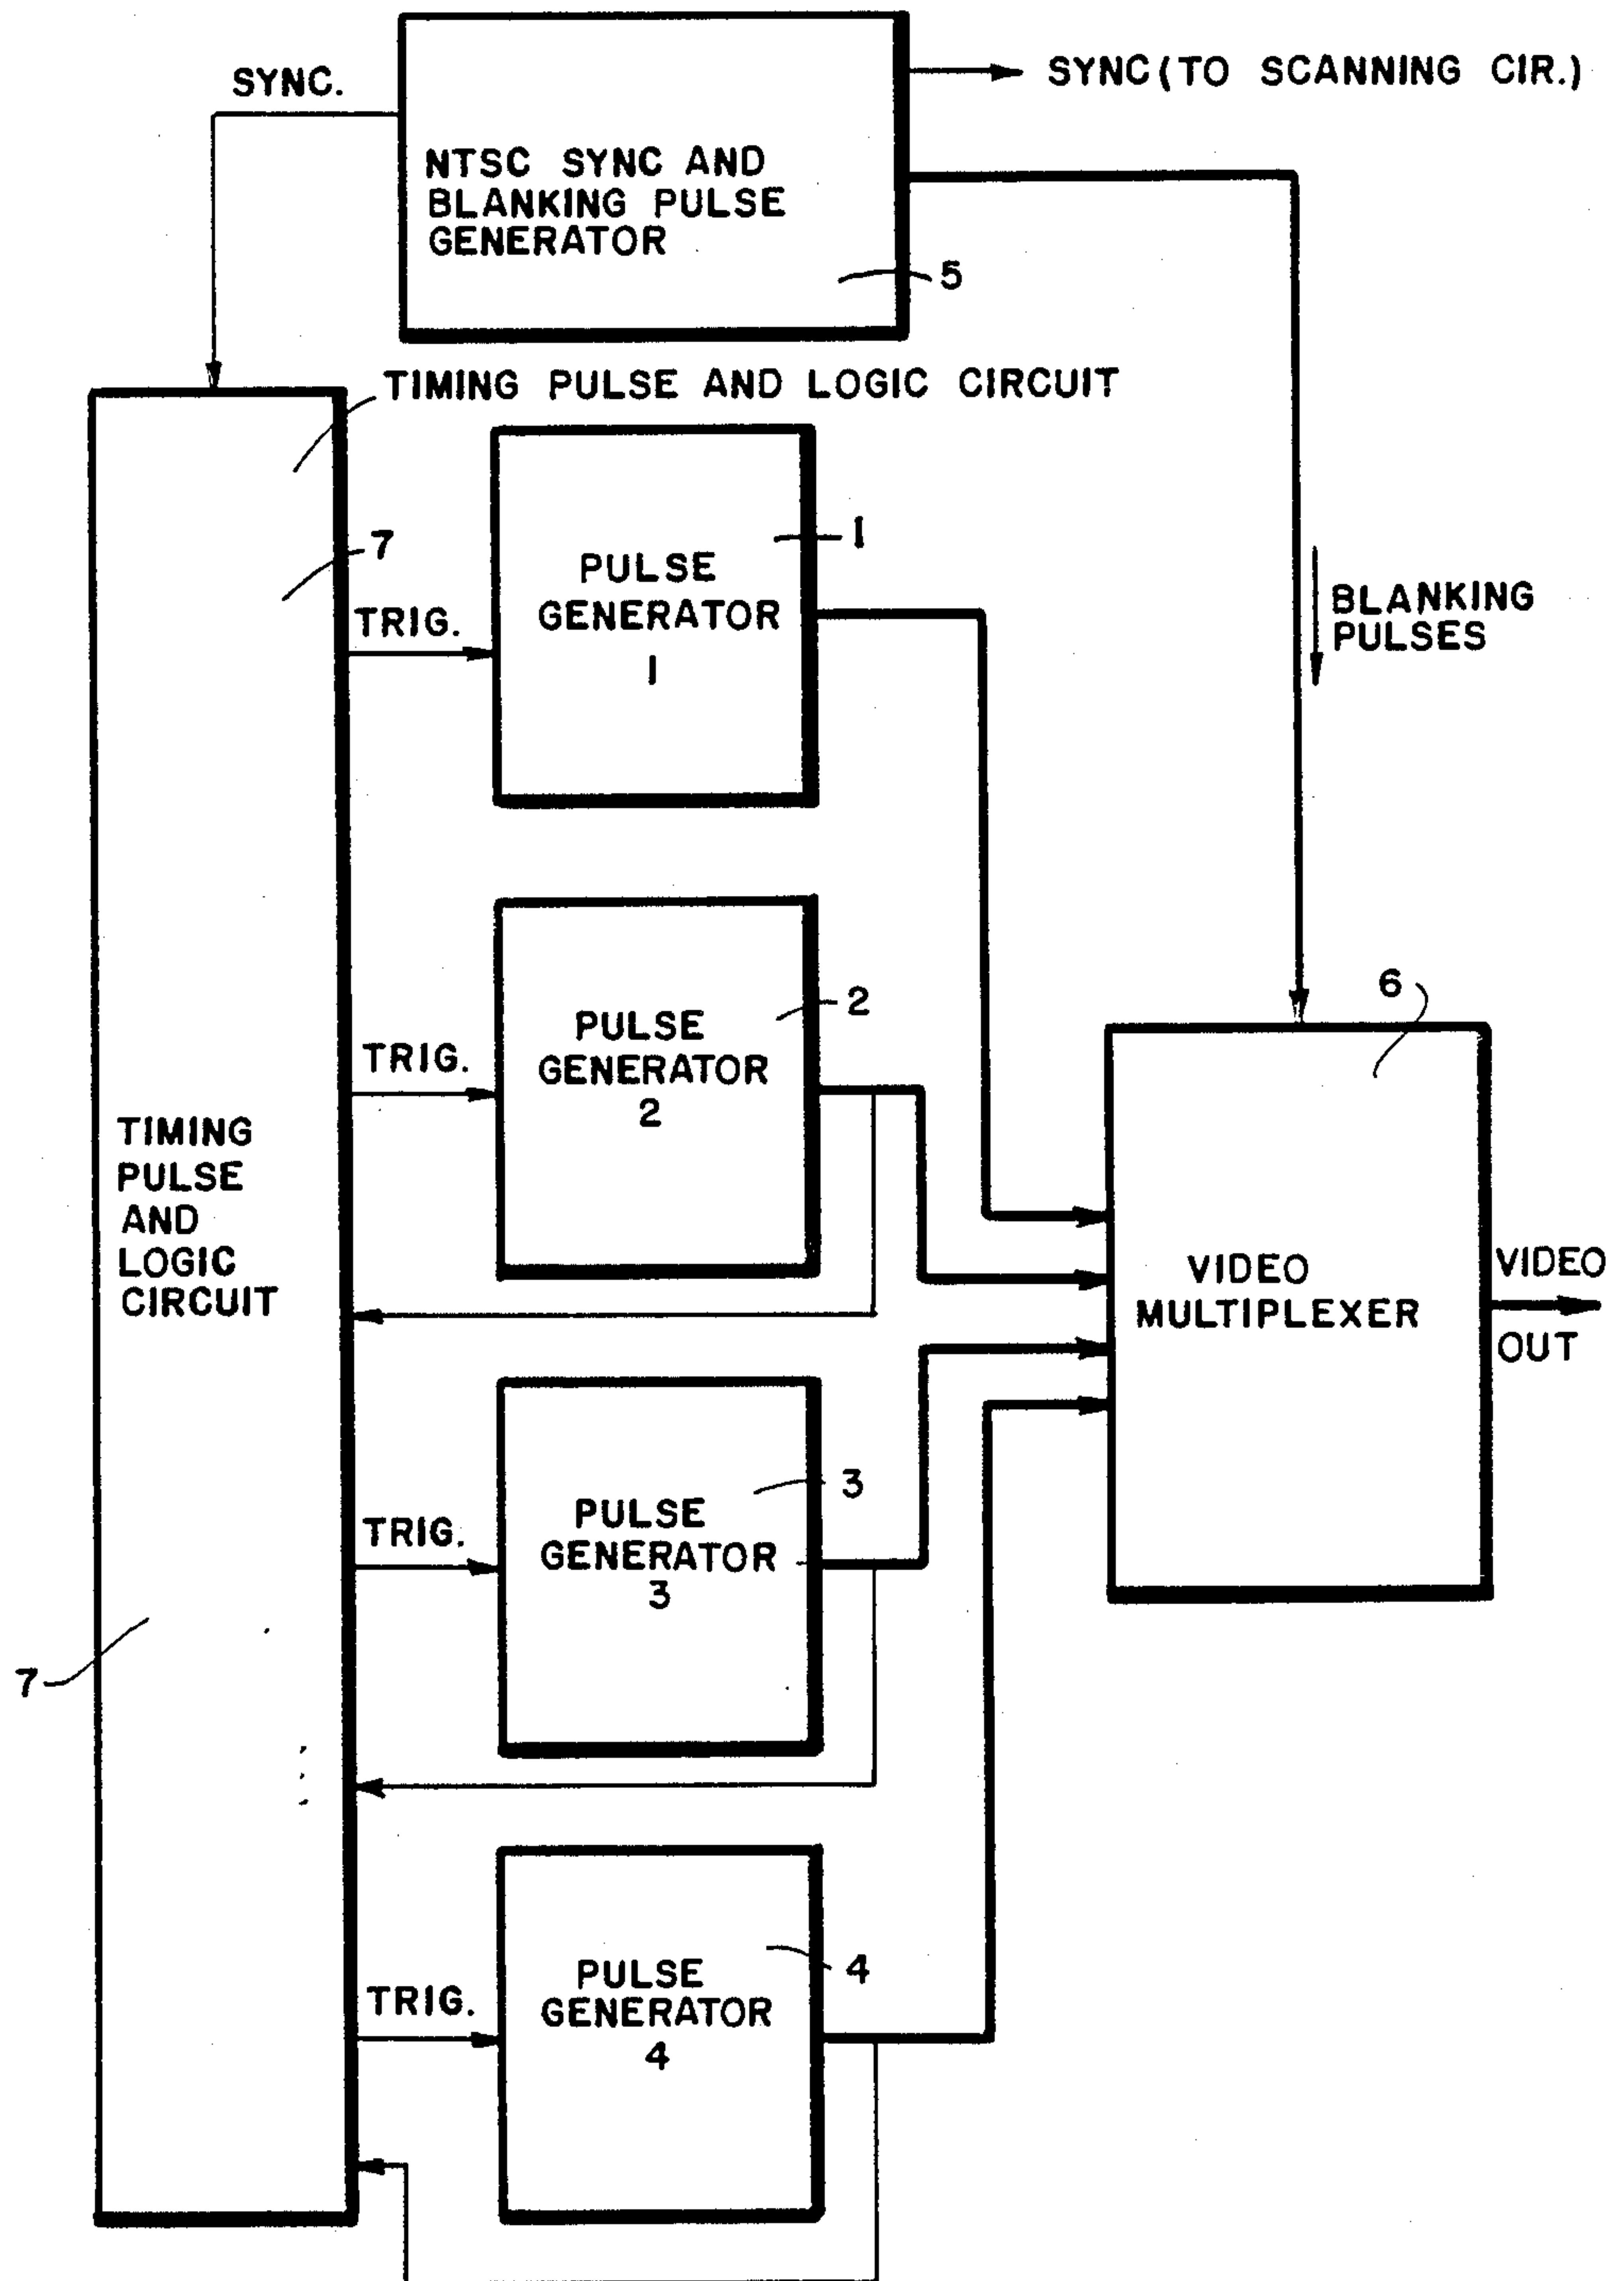 SYNC.
SYNC (TO SCANNING CIR.)
NTSC SYNC AND
BLANKING PULSE
GENERATOR
5
TIMING PULSE AND LOGIC CIRCUIT
7
1
PULSE
GENERATOR
1
TRIG.
BLANKING
PULSES
2
PULSE
GENERATOR
2
TRIG.
6
TIMING
PULSE
AND
LOGIC
CIRCUIT
VIDEO
MULTIPLEXER
VIDEO
OUT
3
PULSE
GENERATOR
3
TRIG.
7
4
PULSE
GENERATOR
4
TRIG.